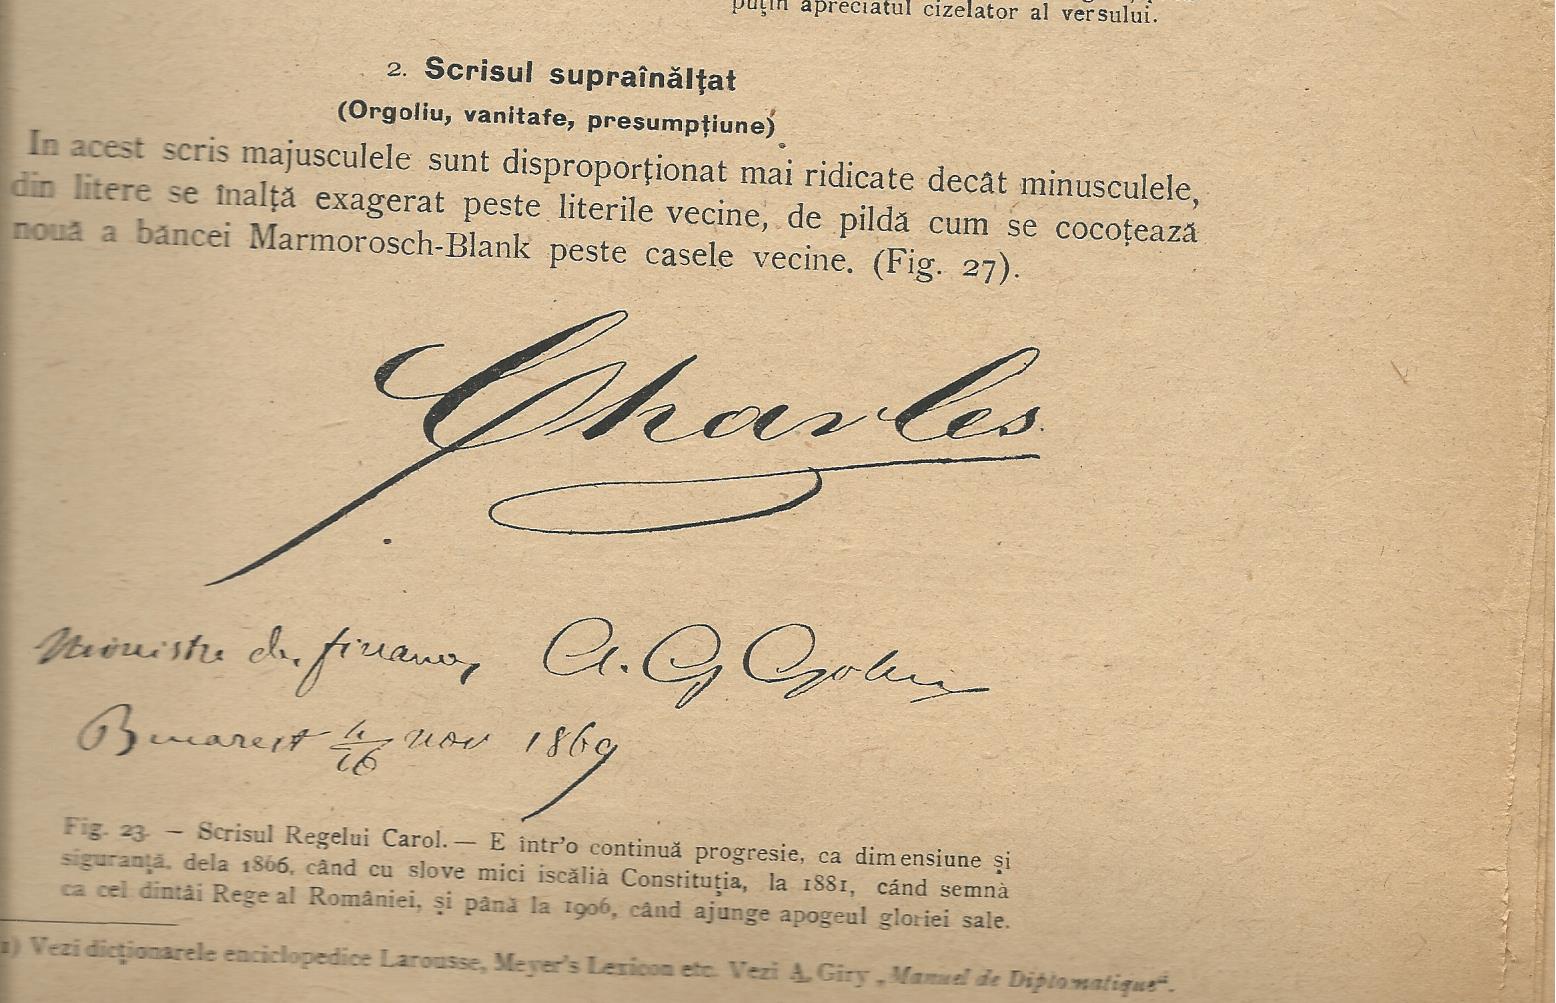 puțin apreciatul cizelator al versului.
2. Scrisul supraînălțat
(Orgoliu, vanitate, presumpțiune)
In acest scris majusculele sunt disproporționat mai ridicate decât minusculele,
din litere se înalță exagerat peste literile vecine, de pildă cum se cocoțează
nouă a băncei Marmorosch-Blank peste casele vecine. (Fig. 27).
Charles
Ministre de finances A. G. Golescu
Bucarest 4/16 nov 1869
Fig. 23. — Scrisul Regelui Carol. — E într'o continuă progresie, ca dimensiune și
siguranță, dela 1866, când cu slove mici iscălià Constituția, la 1881, când semnà
ca cel dintâi Rege al României, și până la 1906, când ajunge apogeul gloriei sale.
1) Vezi dicționarele enciclopedice Larousse, Meyer's Lexicon etc. Vezi A. Giry „Manuel de Diplomatique“.